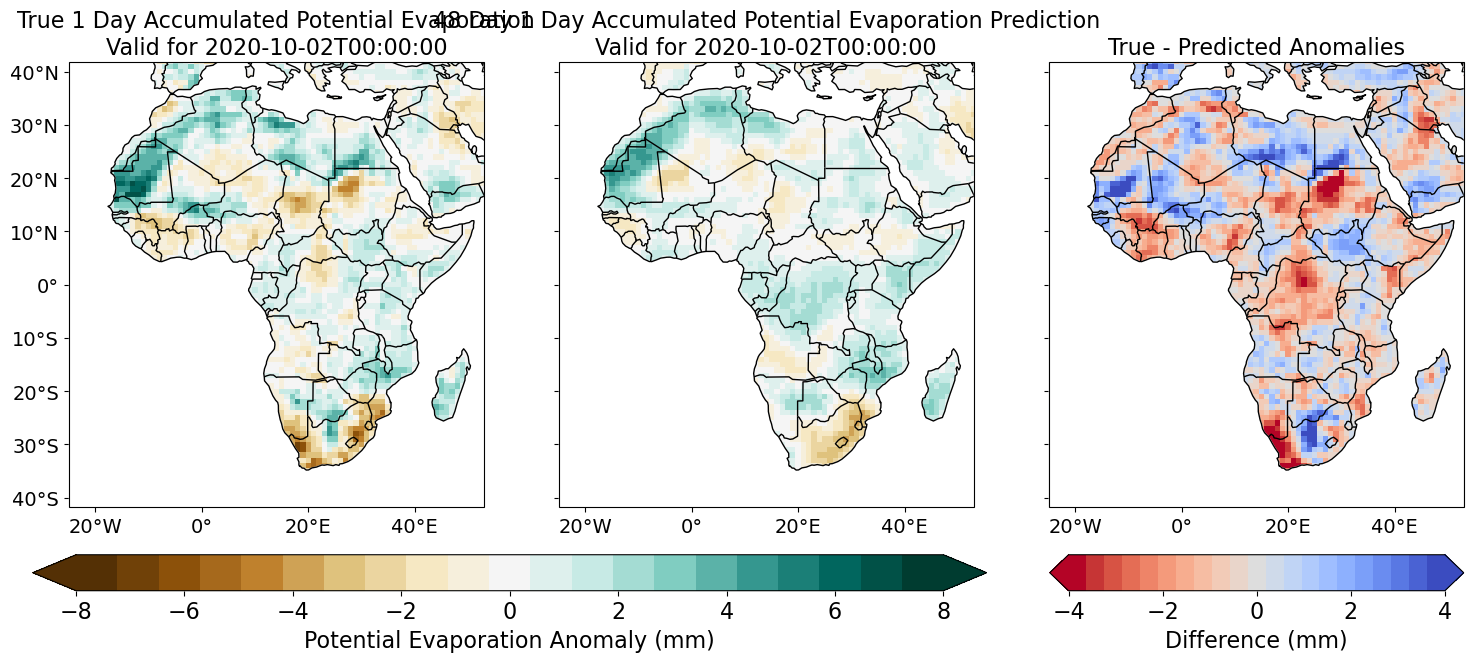 True 1 Day Accumulated Potential Evaporation
48 Day 1 Day Accumulated Potential Evaporation Prediction
Valid for 2020-10-02T00:00:00
Valid for 2020-10-02T00:00:00
True - Predicted Anomalies
40°N
30°N
20°N
10°N
0°
10°S
20°S
30°S
40°S
20°W 0° 20°E 40°E
20°W 0° 20°E 40°E
20°W 0° 20°E 40°E
−8 −6 −4 −2 0 2 4 6 8
Potential Evaporation Anomaly (mm)
−4 −2 0 2 4
Difference (mm)